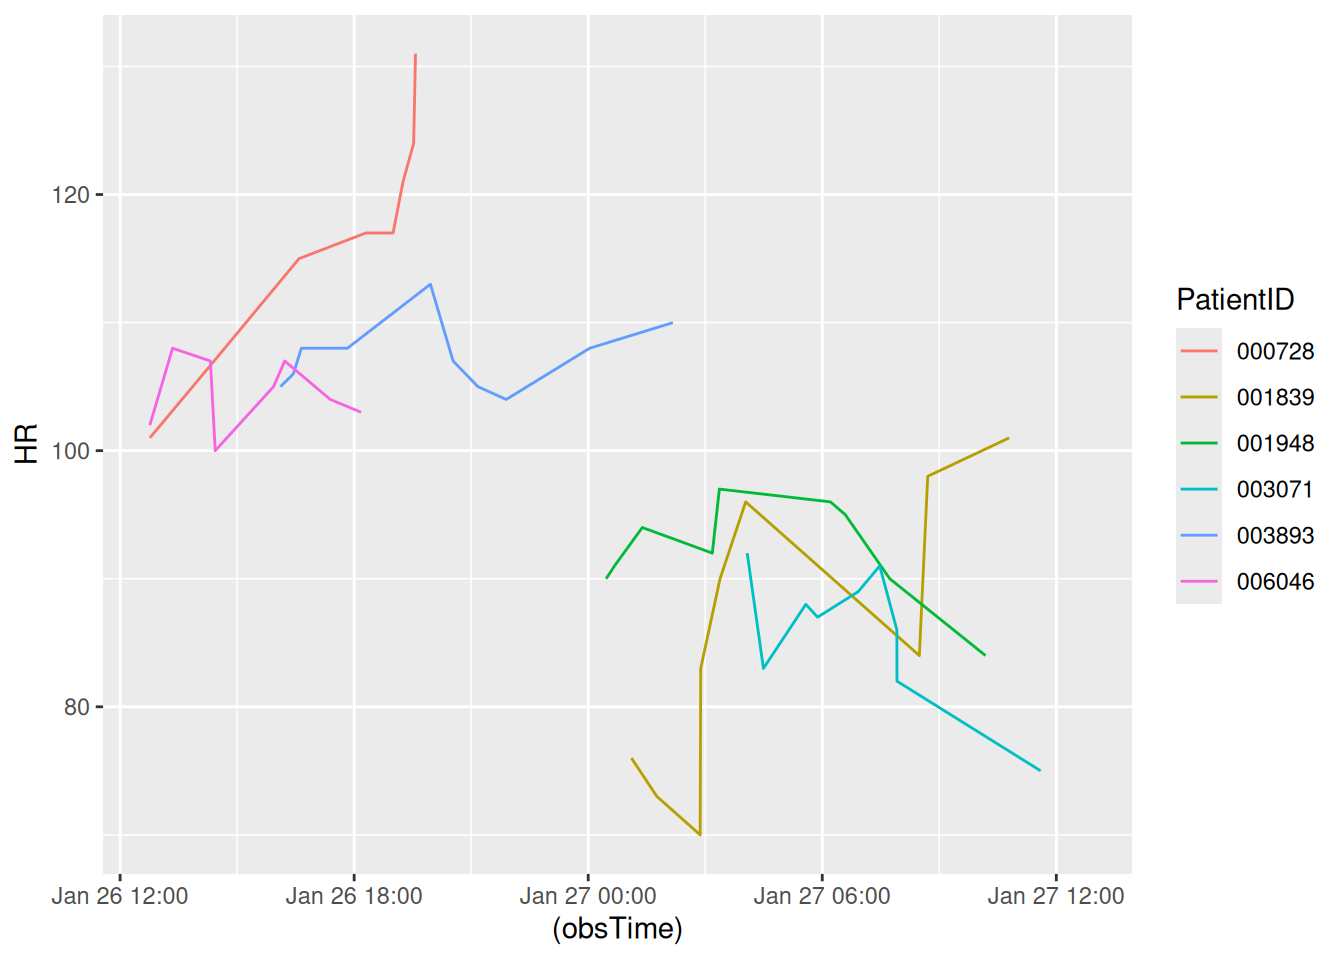 120
100
80
HR
Jan 26 12:00
Jan 26 18:00
Jan 27 00:00
Jan 27 06:00
Jan 27 12:00
(obsTime)
PatientID
000728
001839
001948
003071
003893
006046